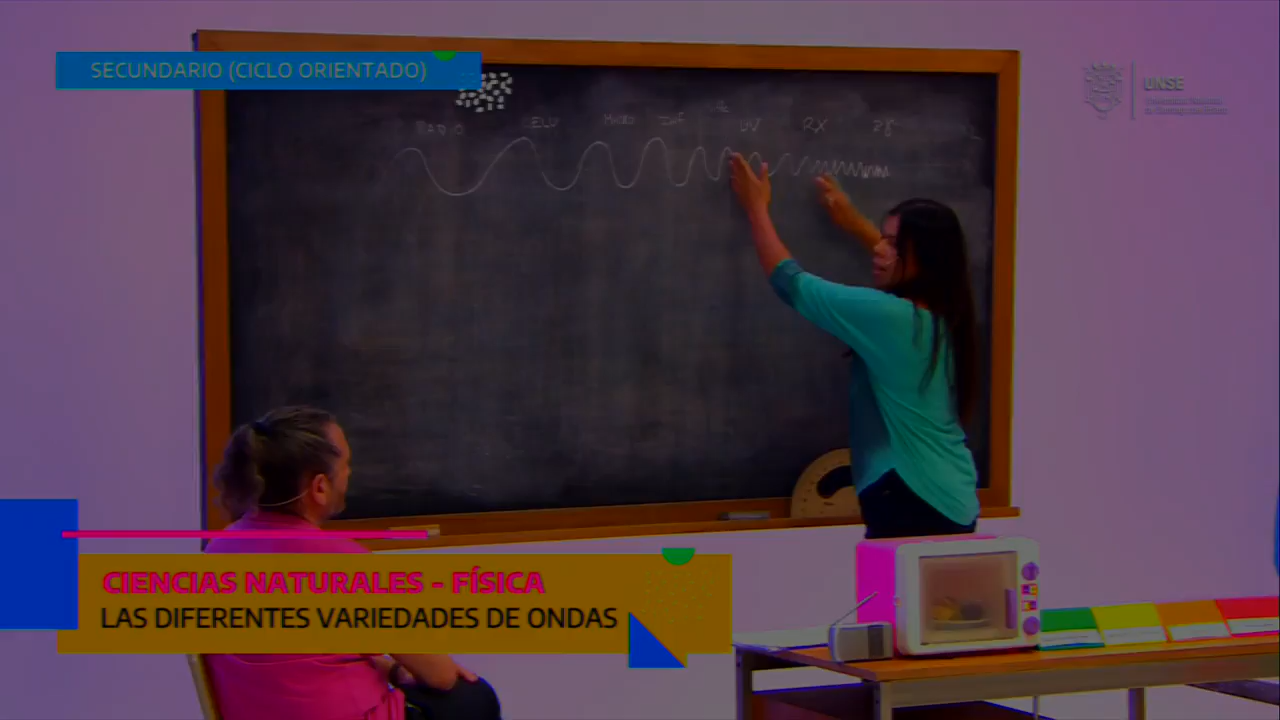 SECUNDARIO (CICLO ORIENTADO)
UNSE
RADIO CELU MICRO INF UV RX
CIENCIAS NATURALES - FÍSICA
LAS DIFERENTES VARIEDADES DE ONDAS